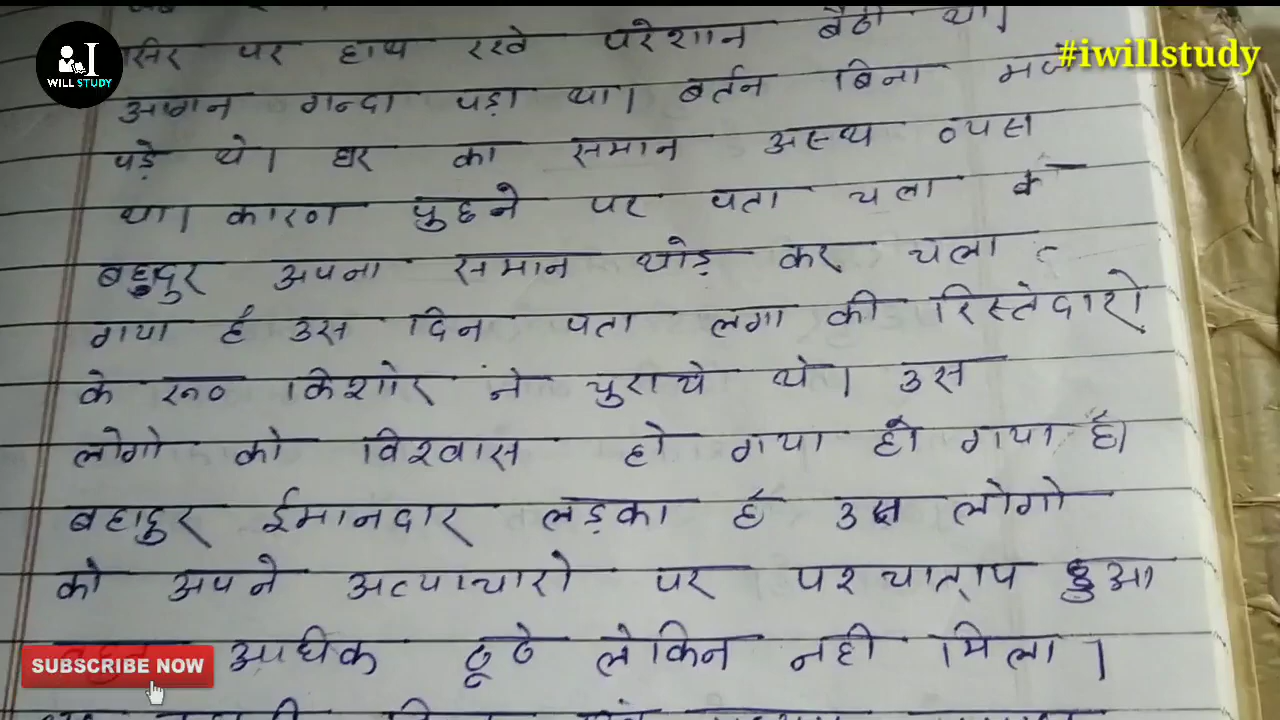 सिर पर हाथ रखे परेशान बैठी थी।
आगन गन्दा पड़ा था। बर्तन बिना मजे
पड़े थे। घर का समान अस्थ व्यस्त
था। कारण पुछने पर पता चला के
बहादुर अपना समान थोड़े कर चला
गया है उस दिन पता लगा की रिस्तेदारो
के रू० किशोर ने चुराये थे। उस
लोगो को विश्वास हो गया हो गया है।
बहादुर ईमानदार लड़का है उस लोगो
को अपने अत्याचारो पर पश्चाताप हुआ
अधिक ढूढे लेकिन नही मिला।
I
WILL STUDY
#iwillstudy
SUBSCRIBE NOW